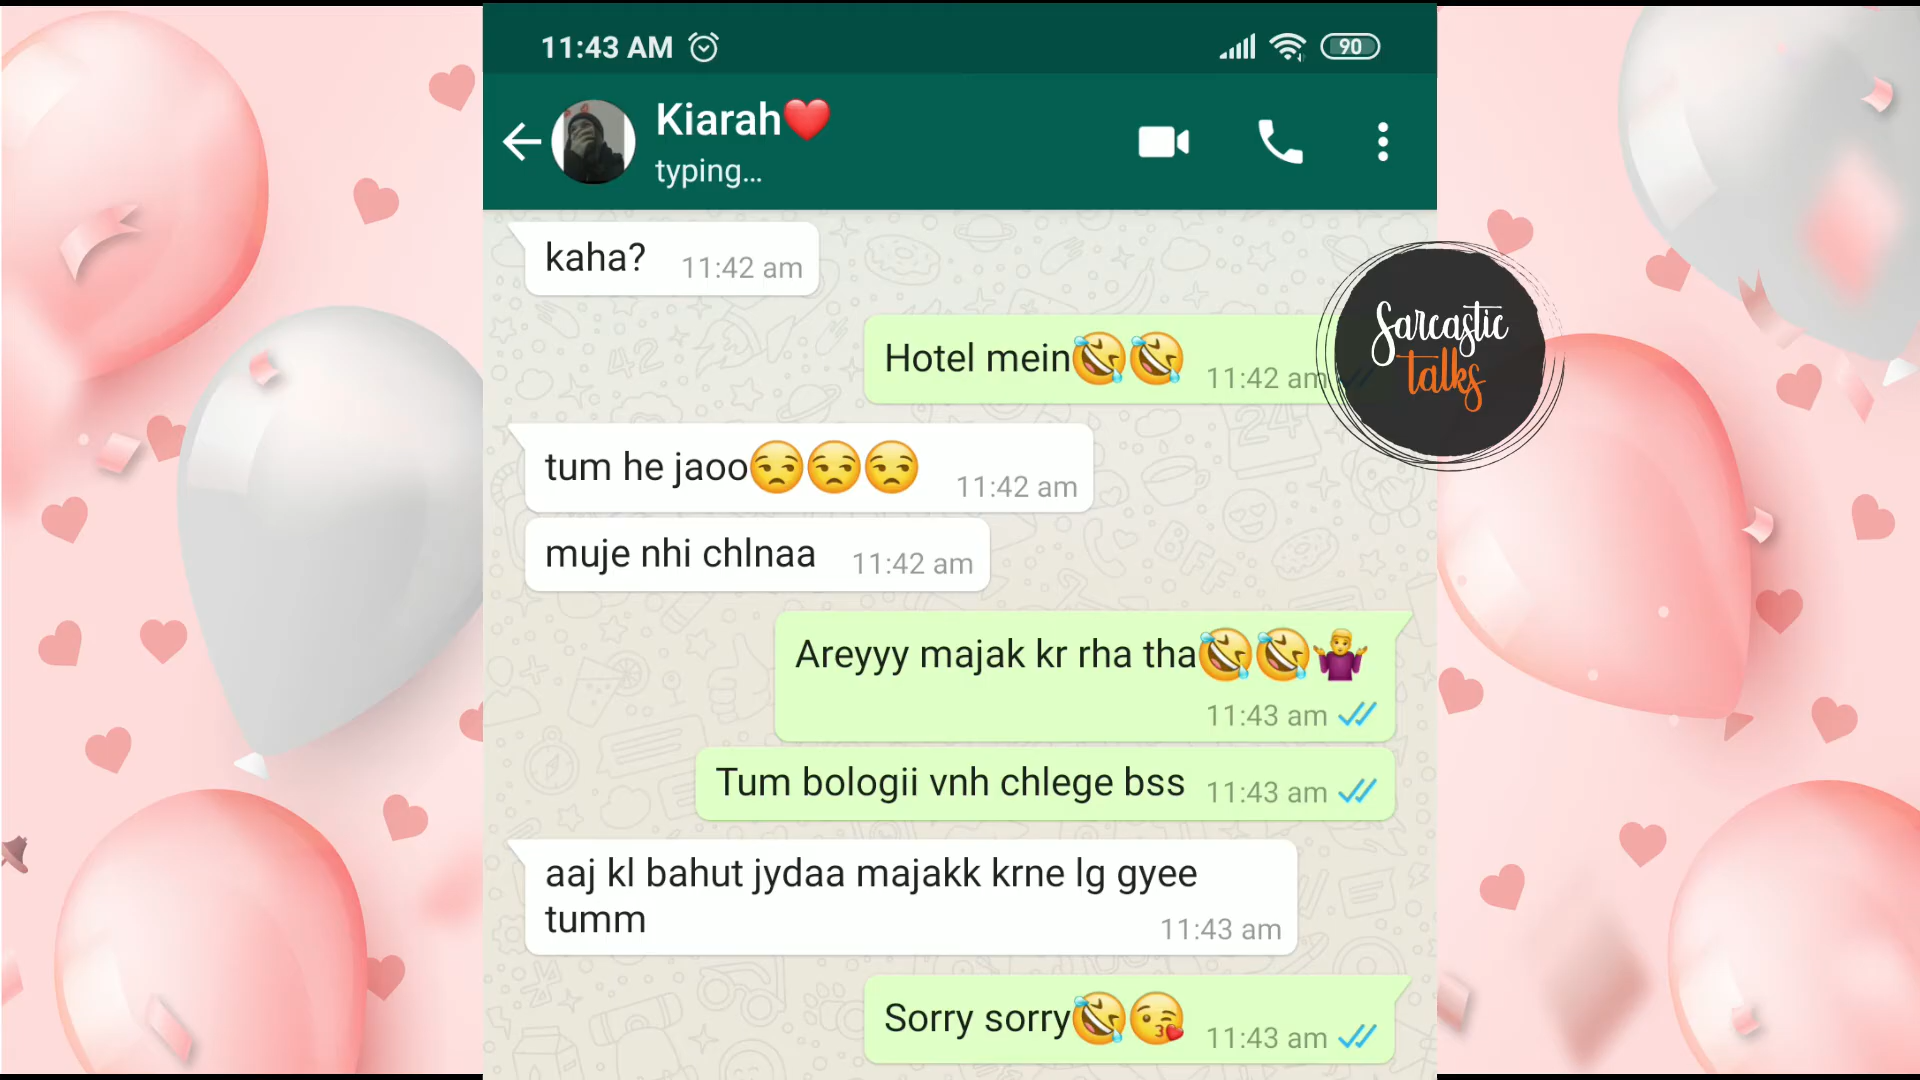 11:43 AM 90
Kiarah❤️
typing...
kaha? 11:42 am
Hotel mein🤣🤣 11:42 am
Sarcastic
talks
tum he jaoo😒😒😒 11:42 am
muje nhi chlnaa 11:42 am
Areyyy majak kr rha tha🤣🤣🤷‍♂️
11:43 am
Tum bologii vnh chlege bss 11:43 am
aaj kl bahut jydaa majakk krne lg gyee
tumm 11:43 am
Sorry sorry🤣😘 11:43 am